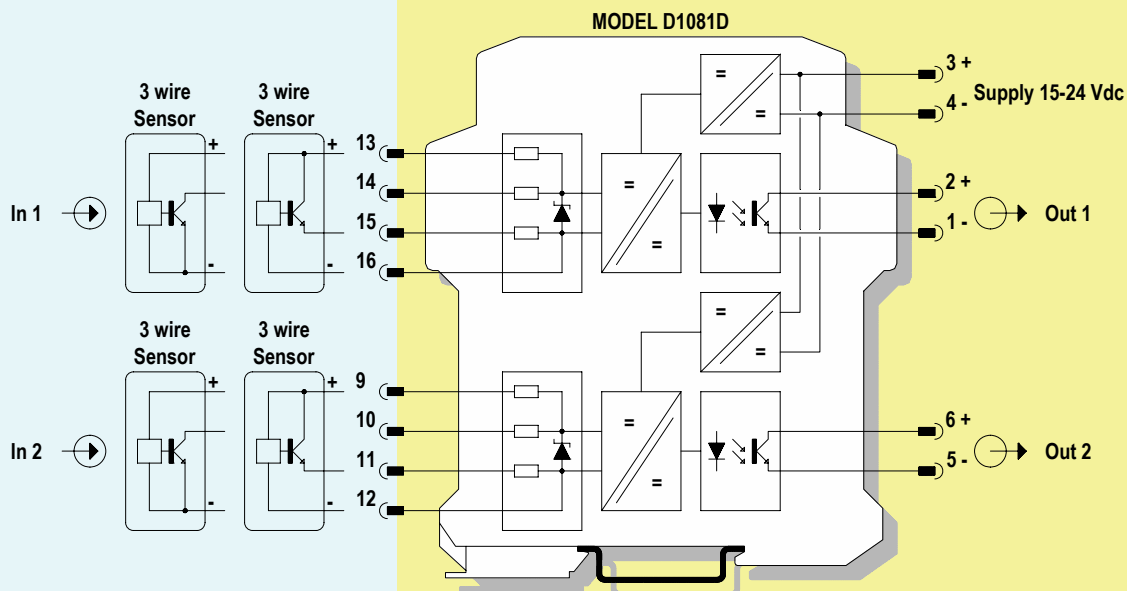 MODEL D1081D
3 +
Supply 15-24 Vdc
4 -
3 wire
Sensor
3 wire
Sensor
+
+
13
14
15
16
-
-
In 1
=
=
=
=
2 +
1 -
Out 1
3 wire
Sensor
3 wire
Sensor
+
+
9
10
11
12
-
-
In 2
=
=
=
=
6 +
5 -
Out 2